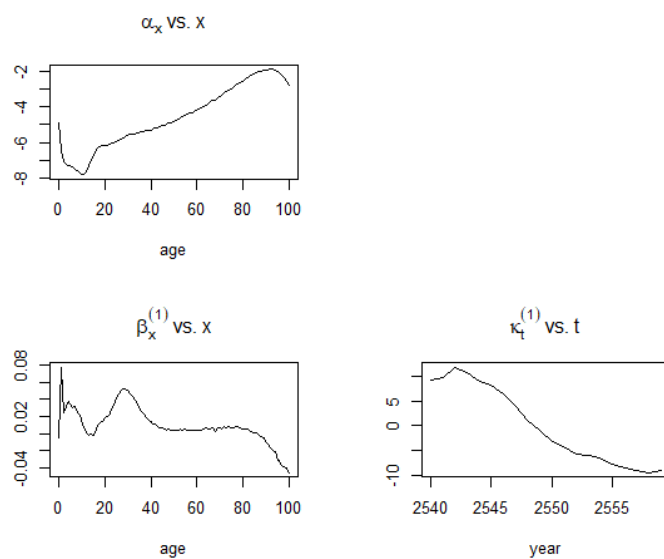 αₓ vs. x
-2
-4
-6
-8
0 20 40 60 80 100
age
βₓ⁽¹⁾ vs. x
0.08
0.02
-0.04
0 20 40 60 80 100
age
κₜ⁽¹⁾ vs. t
5
0
-10
2540 2545 2550 2555
year